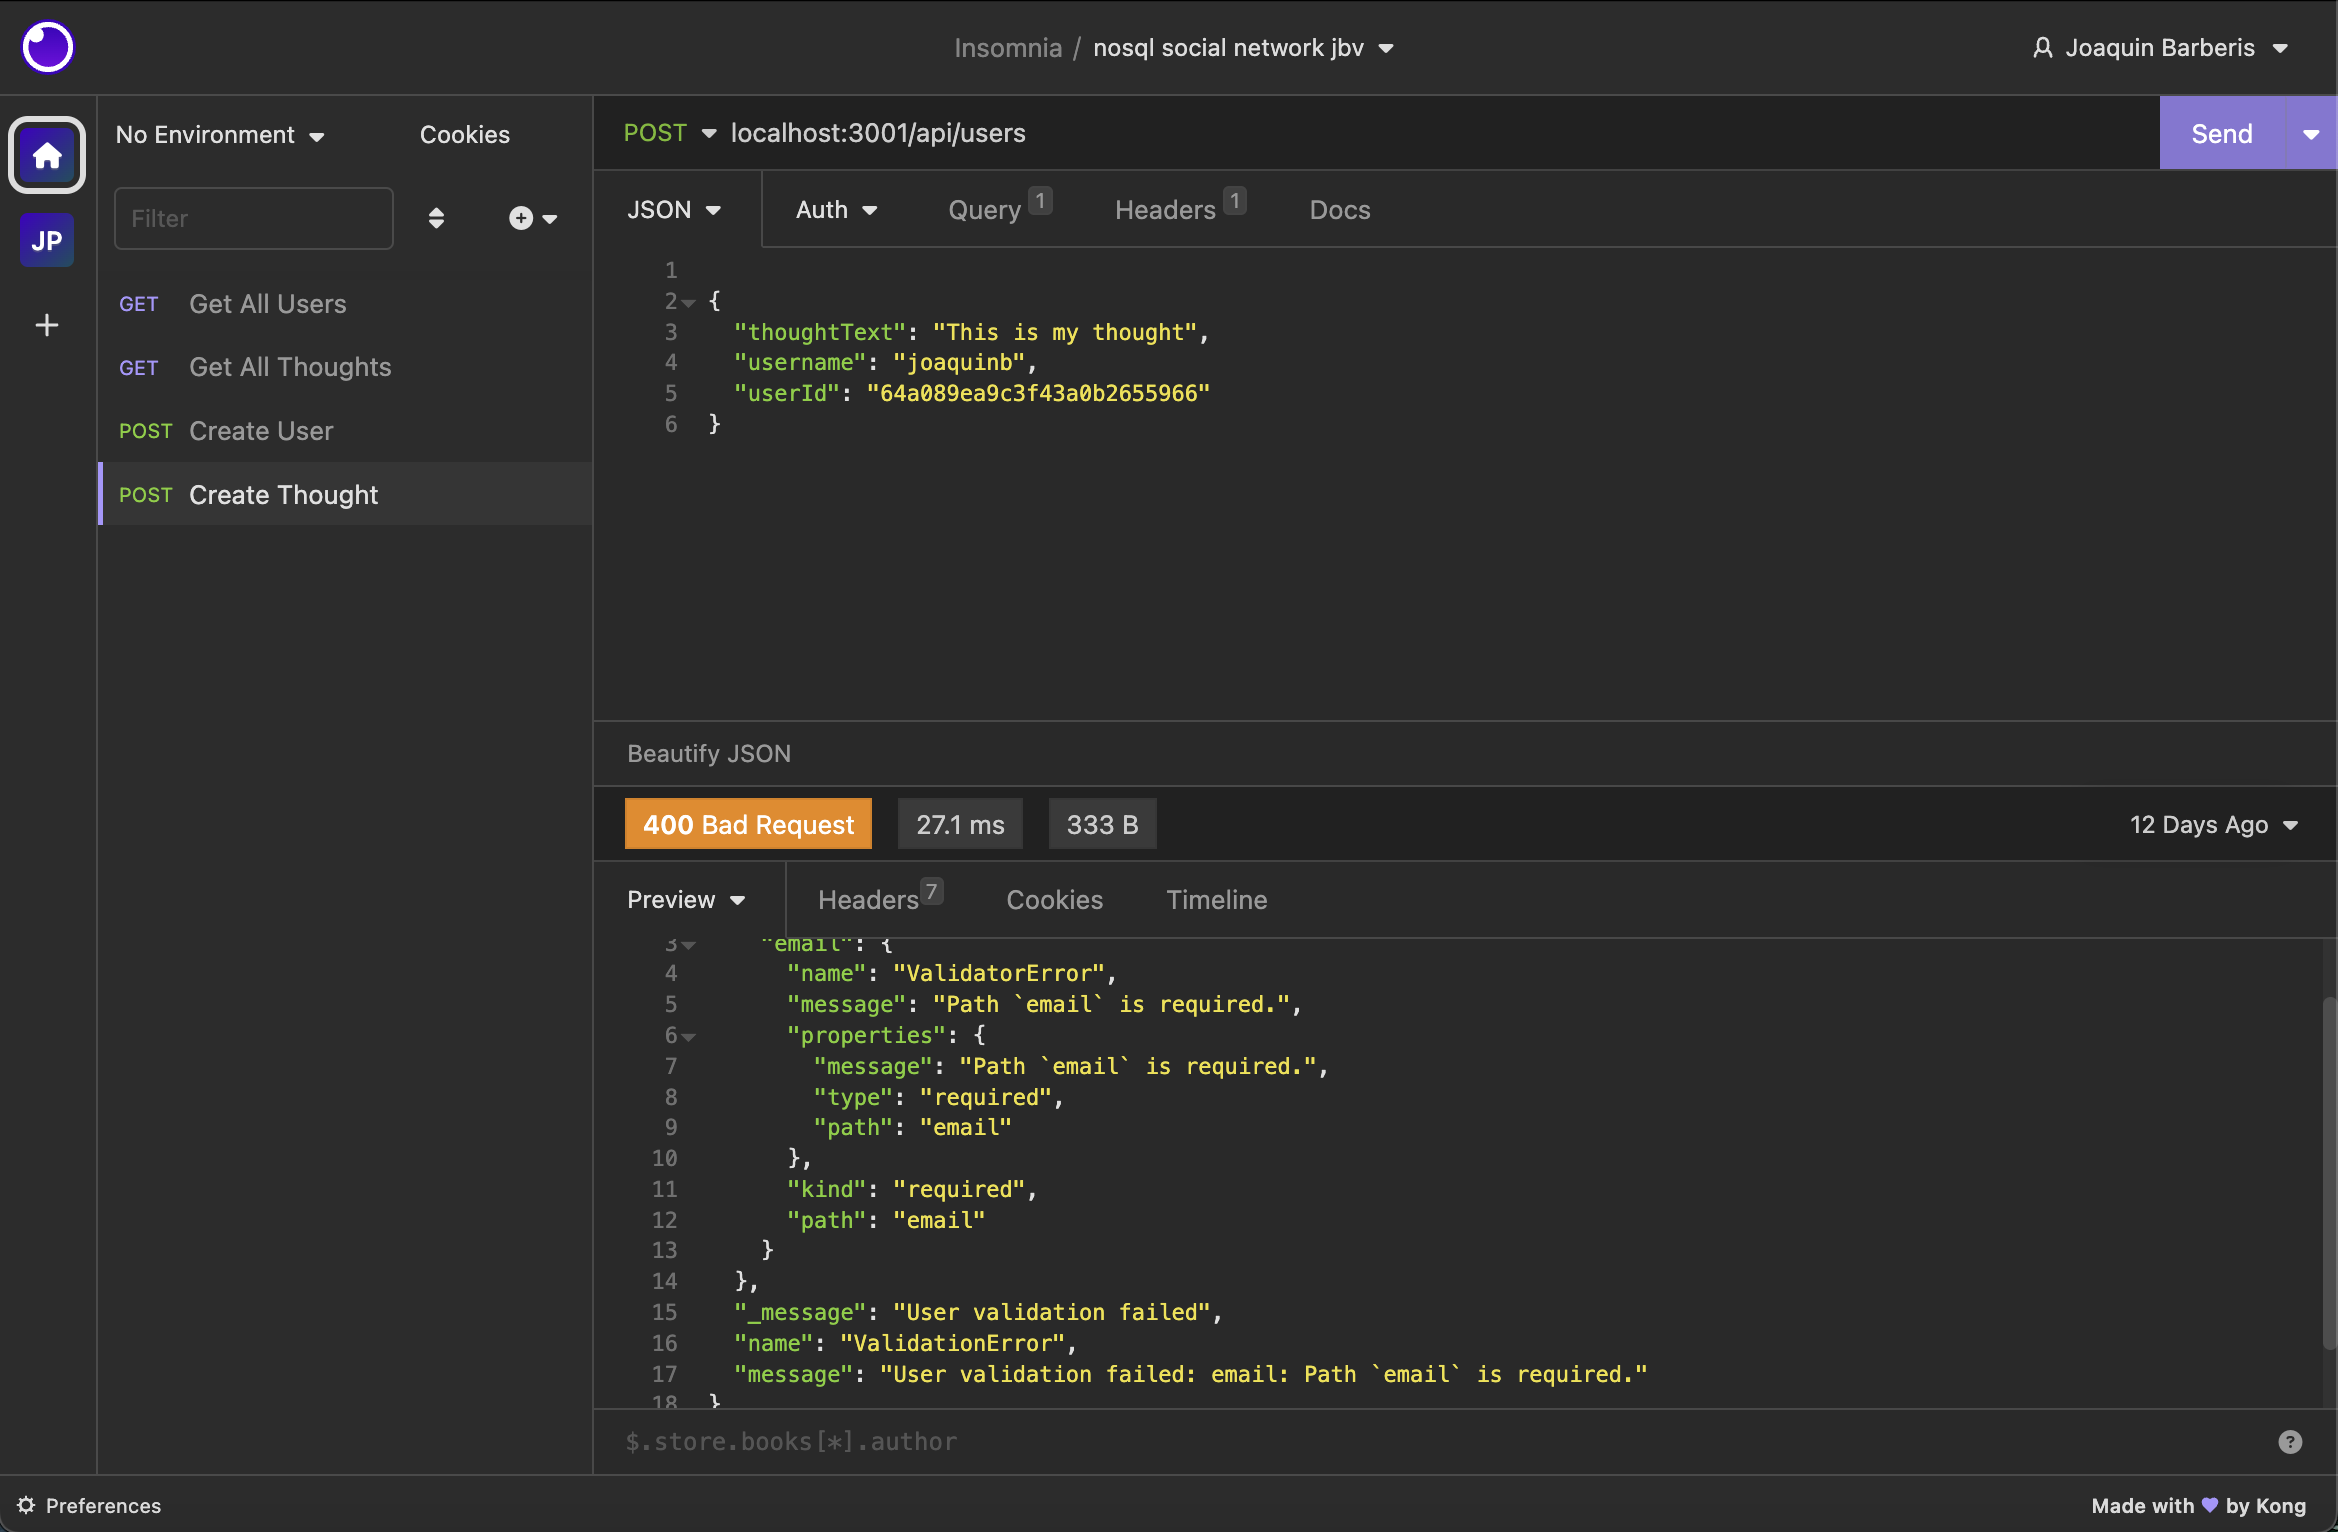 Insomnia / nosql social network jbv
Joaquin Barberis
No Environment
Cookies
POST localhost:3001/api/users
Send
JP
Filter
JSON
Auth
Query 1
Headers 1
Docs
GET Get All Users
GET Get All Thoughts
POST Create User
POST Create Thought
1
2 {
3 "thoughtText": "This is my thought",
4 "username": "joaquinb",
5 "userId": "64a089ea9c3f43a0b2655966"
6 }
Beautify JSON
400 Bad Request
27.1 ms
333 B
12 Days Ago
Preview
Headers 7
Cookies
Timeline
3 "email": {
4 "name": "ValidatorError",
5 "message": "Path `email` is required.",
6 "properties": {
7 "message": "Path `email` is required.",
8 "type": "required",
9 "path": "email"
10 },
11 "kind": "required",
12 "path": "email"
13 }
14 },
15 "_message": "User validation failed",
16 "name": "ValidationError",
17 "message": "User validation failed: email: Path `email` is required."
18 }
$.store.books[*].author
?
Preferences
Made with 💜 by Kong